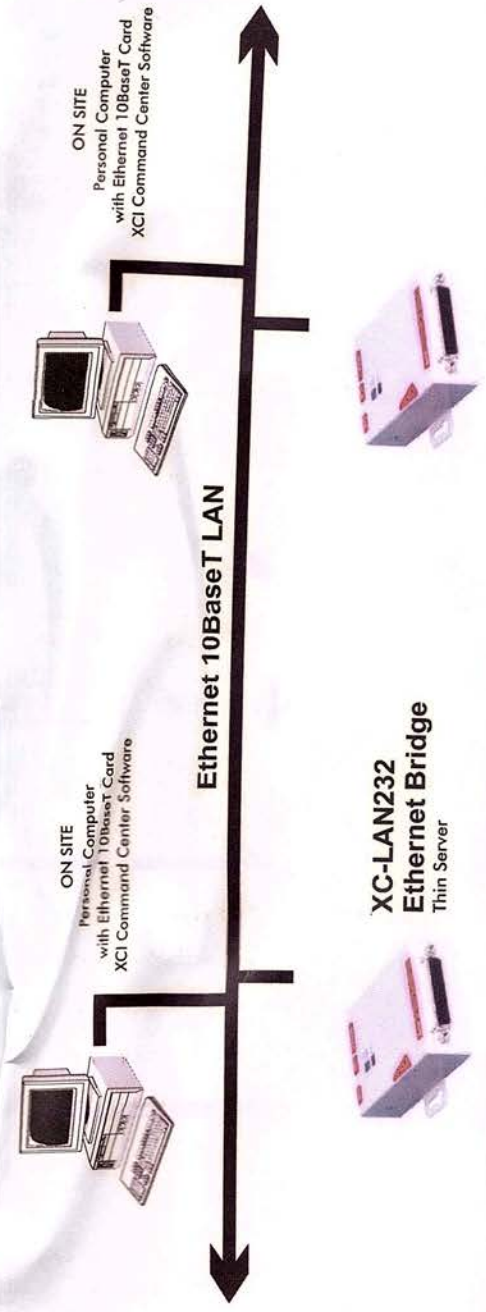 ON SITE
Personal Computer
with Ethernet 10BaseT Card
XCI Command Center Software
ON SITE
Personal Computer
with Ethernet 10BaseT Card
XCI Command Center Software
Ethernet 10BaseT LAN
XC-LAN232
Ethernet Bridge
Thin Server